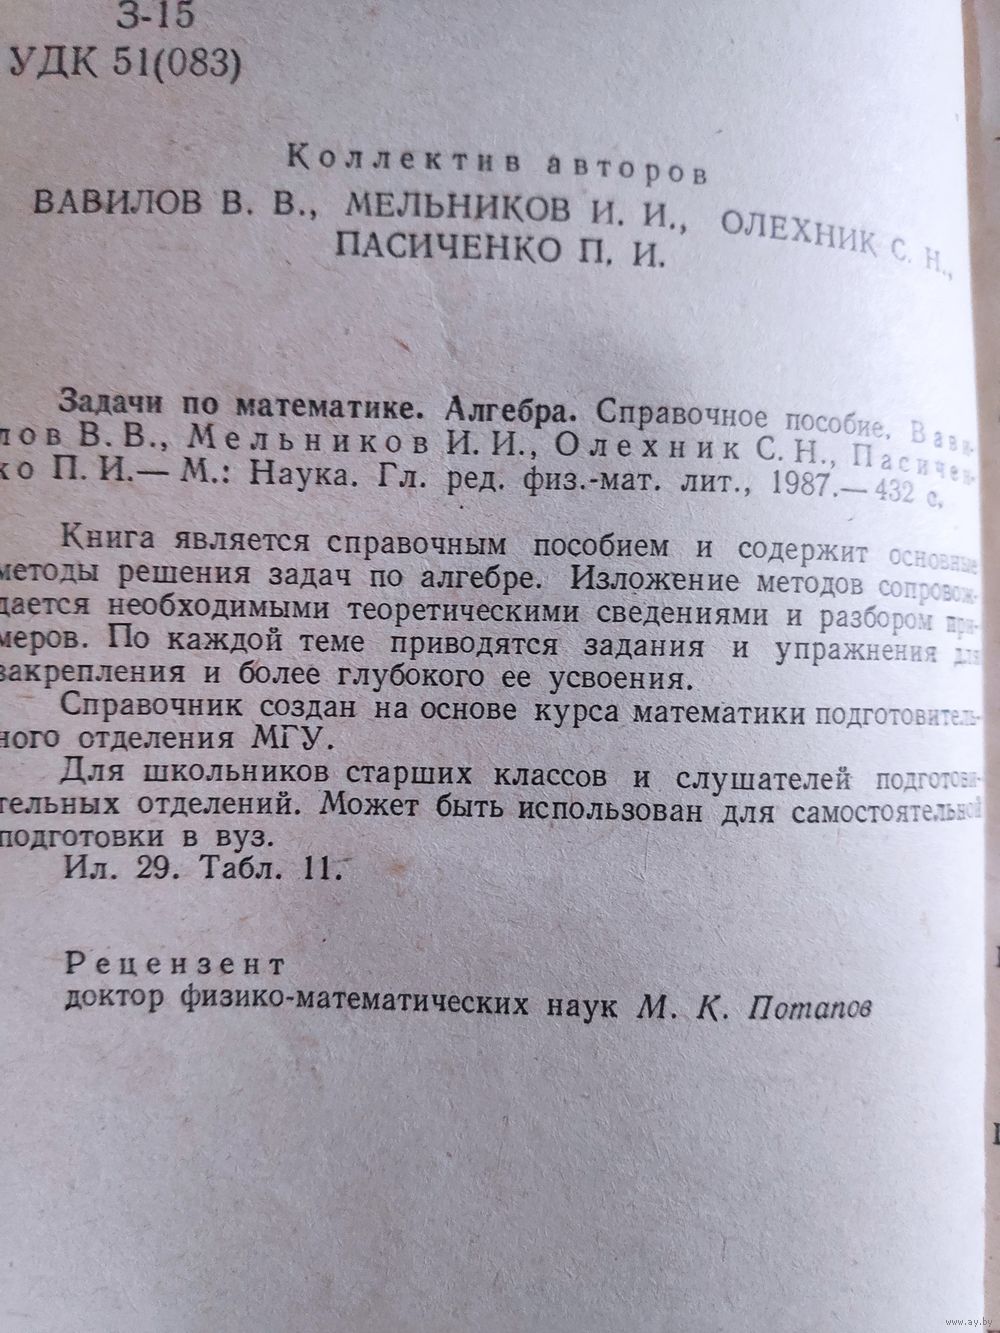 З-15
УДК 51(083)
Коллектив авторов
ВАВИЛОВ В. В., МЕЛЬНИКОВ И. И., ОЛЕХНИК С. Н.,
ПАСИЧЕНКО П. И.
Задачи по математике. Алгебра. Справочное пособие. Вави-
лов В. В., Мельников И. И., Олехник С. Н., Пасичен-
ко П. И.— М.: Наука. Гл. ред. физ.-мат. лит., 1987.— 432 с.
Книга является справочным пособием и содержит основные
методы решения задач по алгебре. Изложение методов сопровож-
дается необходимыми теоретическими сведениями и разбором при-
меров. По каждой теме приводятся задания и упражнения для
закрепления и более глубокого ее усвоения.
Справочник создан на основе курса математики подготовитель-
ного отделения МГУ.
Для школьников старших классов и слушателей подготови-
тельных отделений. Может быть использован для самостоятельной
подготовки в вуз.
Ил. 29. Табл. 11.
Рецензент
доктор физико-математических наук М. К. Потапов
www.ay.by